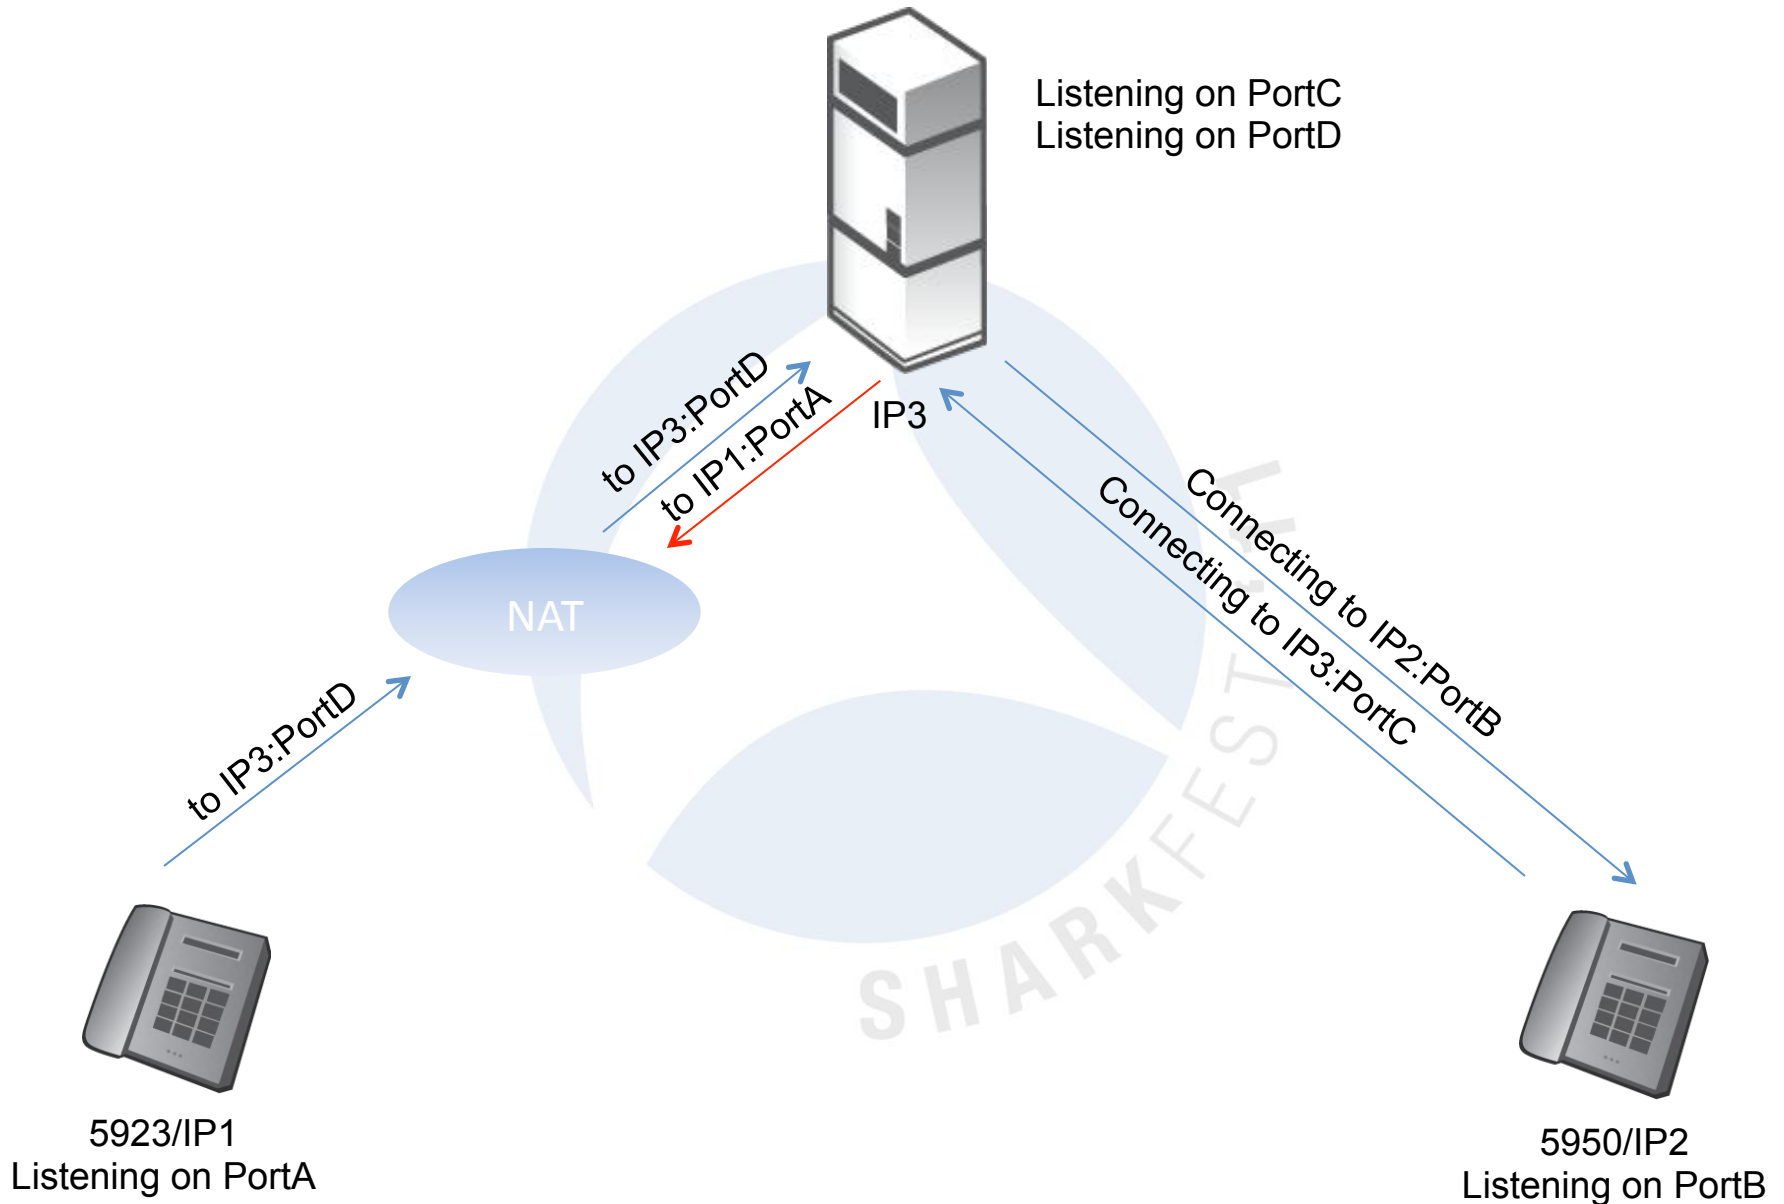 Listening on PortC
Listening on PortD
to IP3:PortD
to IP1:PortA
IP3
Connecting to IP2:PortB
Connecting to IP3:PortC
NAT
to IP3:PortD
SHARKFEST
5923/IP1
Listening on PortA
5950/IP2
Listening on PortB